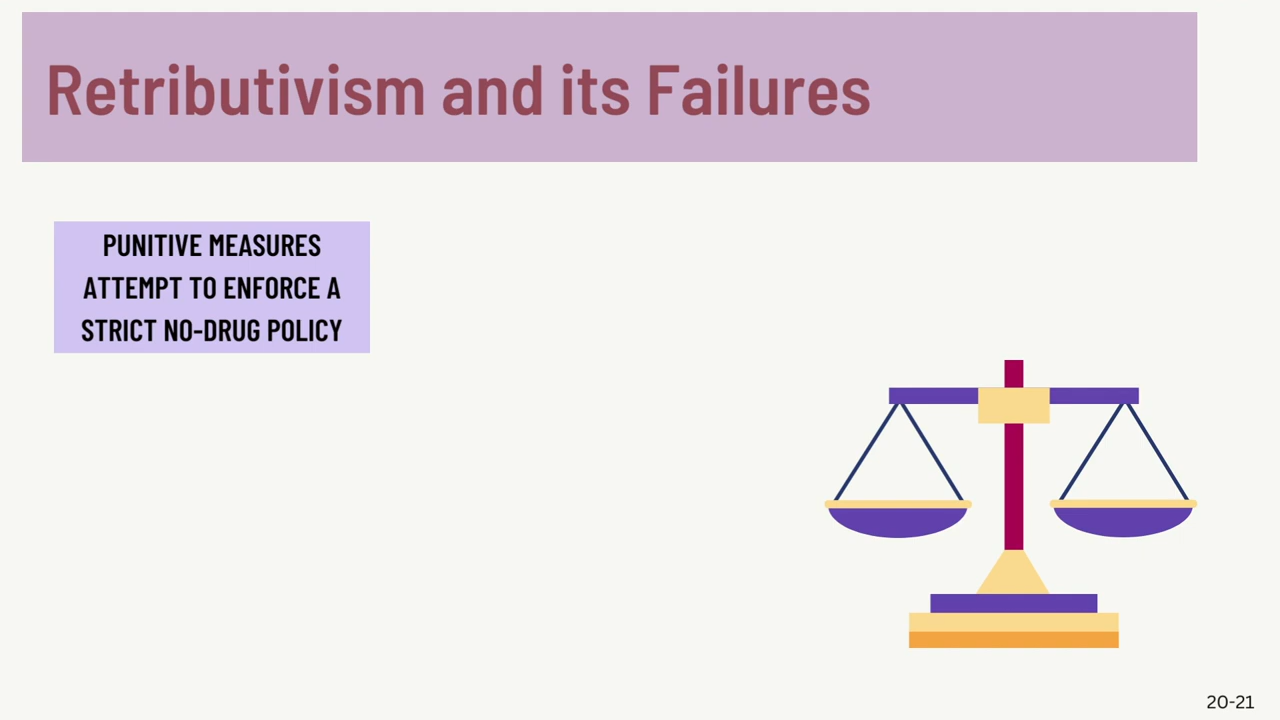 Retributivism and its Failures
PUNITIVE MEASURES
ATTEMPT TO ENFORCE A
STRICT NO-DRUG POLICY
20-21